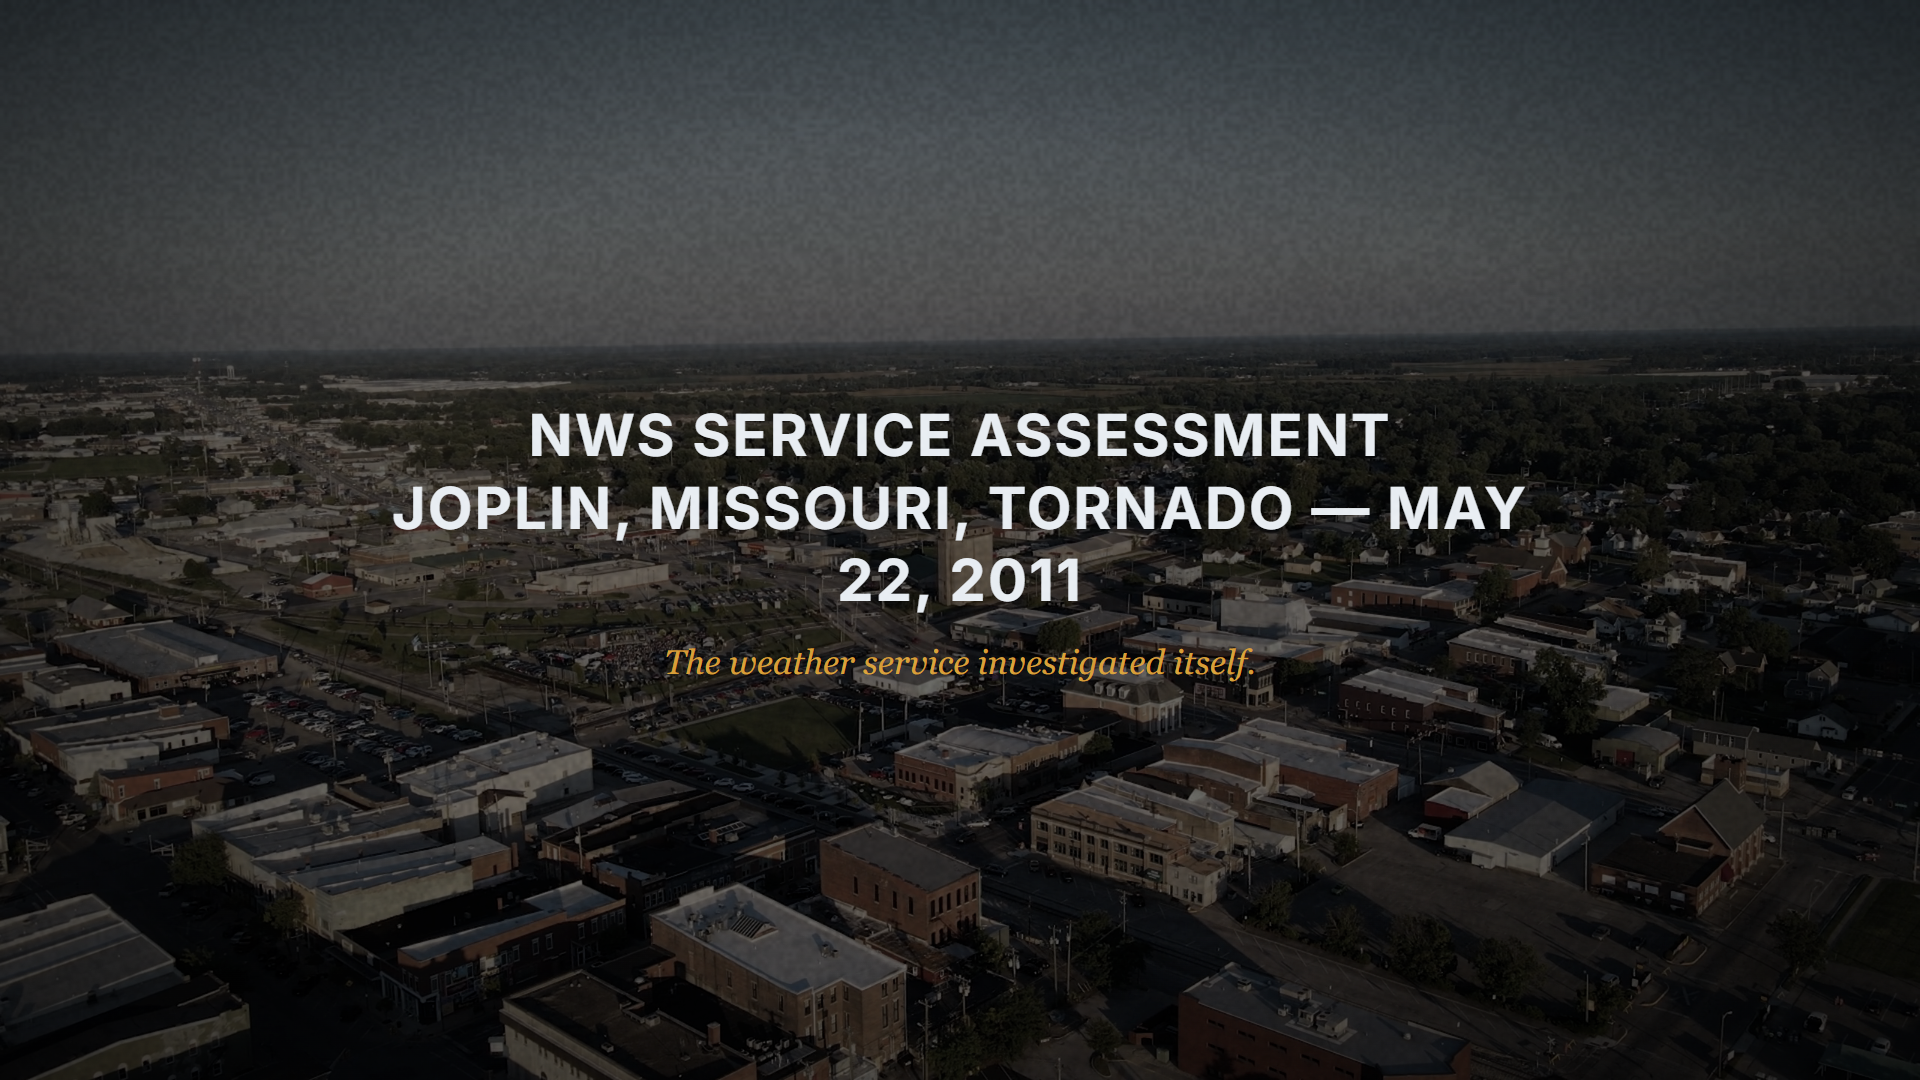 NWS SERVICE ASSESSMENT
JOPLIN, MISSOURI, TORNADO — MAY
22, 2011
The weather service investigated itself.